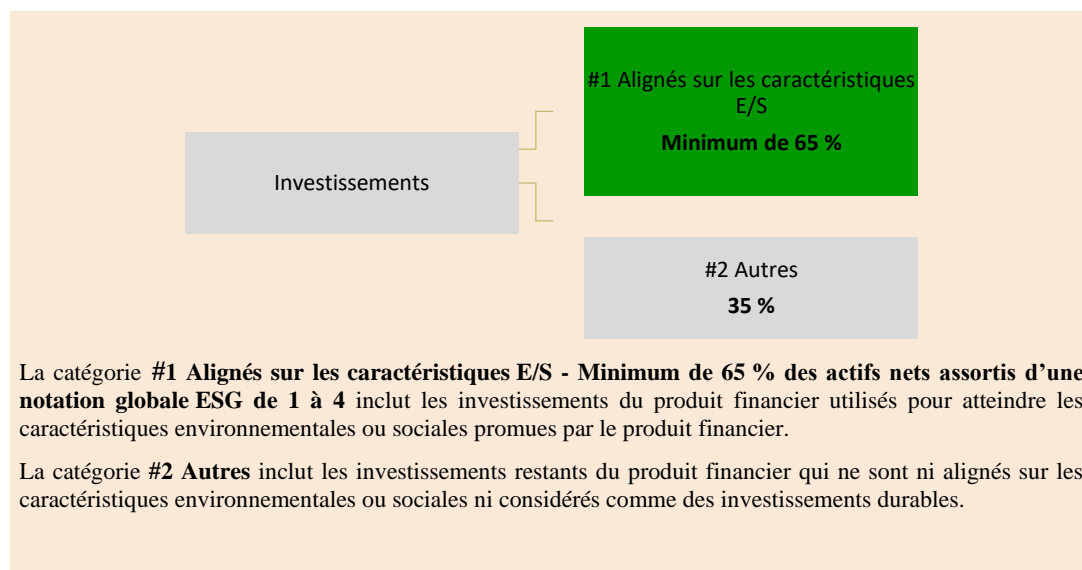 #1 Alignés sur les caractéristiques
E/S
Minimum de 65 %
Investissements
#2 Autres
35 %
La catégorie #1 Alignés sur les caractéristiques E/S - Minimum de 65 % des actifs nets assortis d’une
notation globale ESG de 1 à 4 inclut les investissements du produit financier utilisés pour atteindre les
caractéristiques environnementales ou sociales promues par le produit financier.
La catégorie #2 Autres inclut les investissements restants du produit financier qui ne sont ni alignés sur les
caractéristiques environnementales ou sociales ni considérés comme des investissements durables.